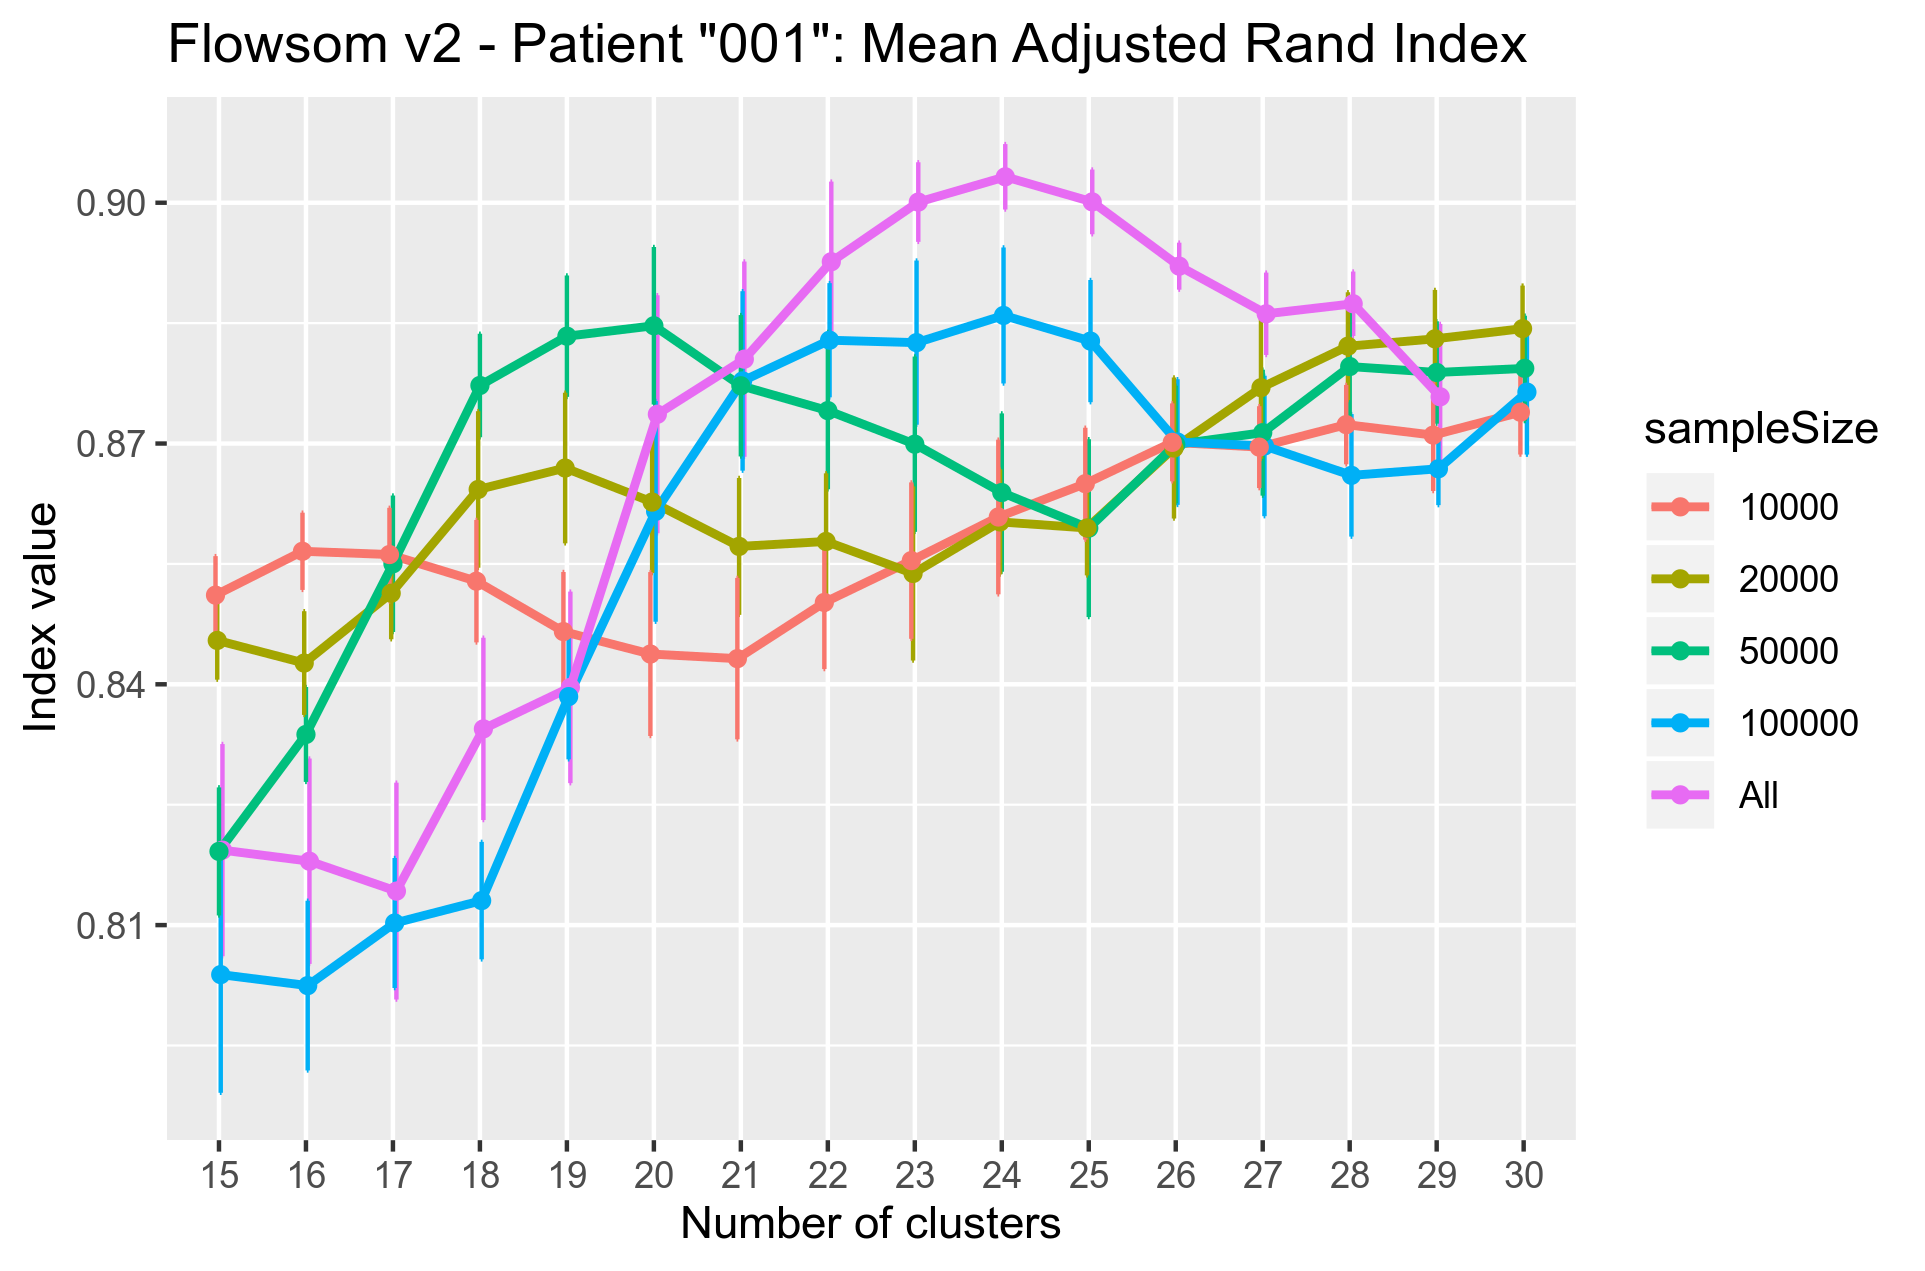 Flowsom v2 - Patient "001": Mean Adjusted Rand Index
Index value
0.90
0.87
0.84
0.81
15 16 17 18 19 20 21 22 23 24 25 26 27 28 29 30
Number of clusters
sampleSize
10000
20000
50000
100000
All